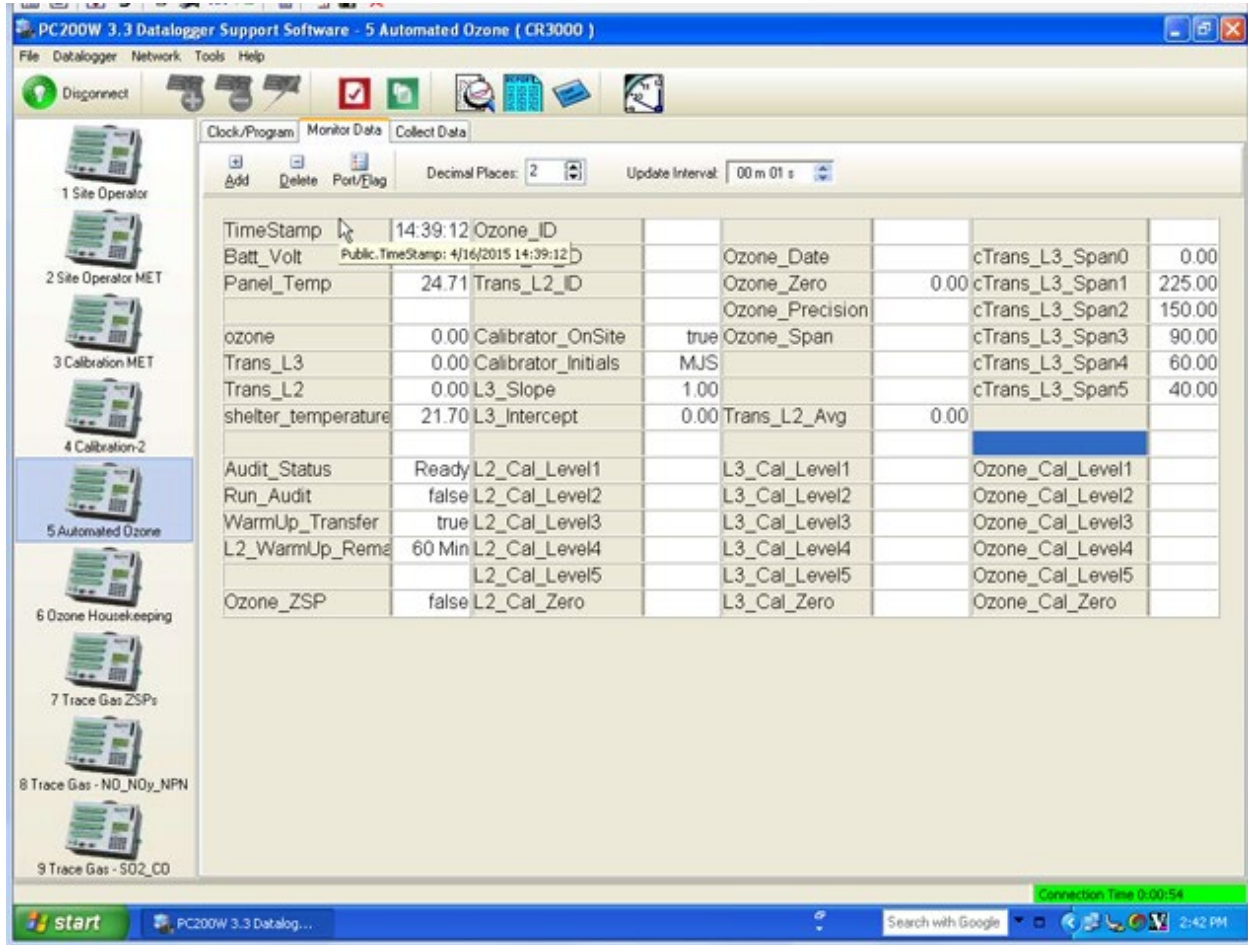 PC200W 3.3 Datalogger Support Software - 5 Automated Ozone ( CR3000 )
File Datalogger Network Tools Help
Disconnect
Clock/Program Monitor Data Collect Data
Add Delete Port/Flag Decimal Places: 2 Update Interval: 00 m 01 s
1 Site Operator
2 Site Operator MET
3 Calibration MET
4 Calibration-2
5 Automated Ozone
6 Ozone Housekeeping
7 Trace Gas ZSPs
8 Trace Gas - NO_NOy_NPN
9 Trace Gas - SO2_CO
TimeStamp 14:39:12 Ozone_ID
Public.TimeStamp: 4/16/2015 14:39:12
Batt_Volt Ozone_Date cTrans_L3_Span0 0.00
Panel_Temp 24.71 Trans_L2_ID Ozone_Zero 0.00 cTrans_L3_Span1 225.00
Ozone_Precision cTrans_L3_Span2 150.00
ozone 0.00 Calibrator_OnSite true Ozone_Span cTrans_L3_Span3 90.00
Trans_L3 0.00 Calibrator_Initials MJS cTrans_L3_Span4 60.00
Trans_L2 0.00 L3_Slope 1.00 cTrans_L3_Span5 40.00
shelter_temperature 21.70 L3_Intercept 0.00 Trans_L2_Avg 0.00
Audit_Status Ready L2_Cal_Level1 L3_Cal_Level1 Ozone_Cal_Level1
Run_Audit false L2_Cal_Level2 L3_Cal_Level2 Ozone_Cal_Level2
WarmUp_Transfer true L2_Cal_Level3 L3_Cal_Level3 Ozone_Cal_Level3
L2_WarmUp_Rema 60 Min L2_Cal_Level4 L3_Cal_Level4 Ozone_Cal_Level4
L2_Cal_Level5 L3_Cal_Level5 Ozone_Cal_Level5
Ozone_ZSP false L2_Cal_Zero L3_Cal_Zero Ozone_Cal_Zero
Connection Time 0:00:54
start PC200W 3.3 Datalog... Search with Google 2:42 PM